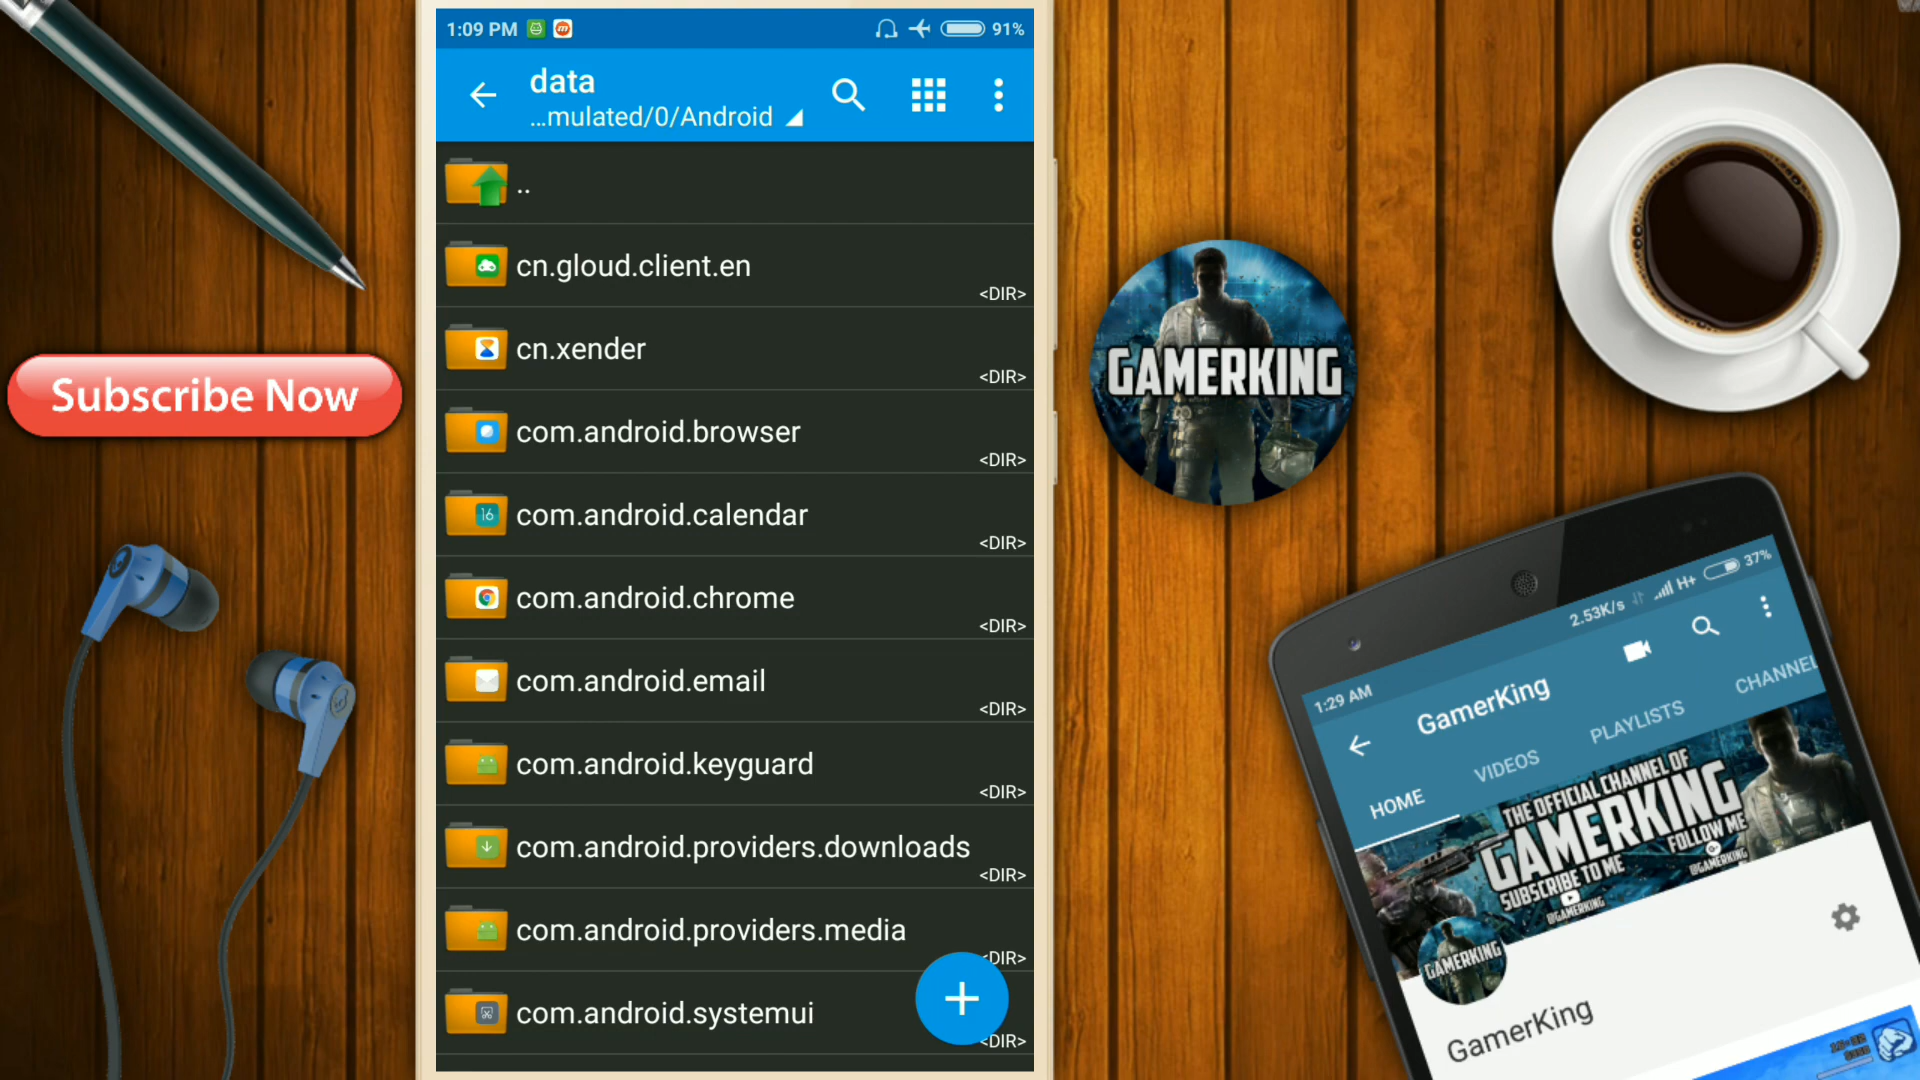 1:09 PM
91%
data
...mulated/0/Android
..
cn.gloud.client.en
<DIR>
cn.xender
<DIR>
com.android.browser
<DIR>
com.android.calendar
16
<DIR>
com.android.chrome
<DIR>
com.android.email
<DIR>
com.android.keyguard
<DIR>
com.android.providers.downloads
<DIR>
com.android.providers.media
<DIR>
com.android.systemui
<DIR>
+
Subscribe Now
GAMERKING
2.53K/s H+ 37%
1:29 AM
GamerKing
HOME VIDEOS PLAYLISTS CHANNEL
THE OFFICIAL CHANNEL OF
GAMERKING
SUBSCRIBE TO ME
FOLLOW ME
@GAMERKING
@GAMERKING
GAMERKING
GamerKing